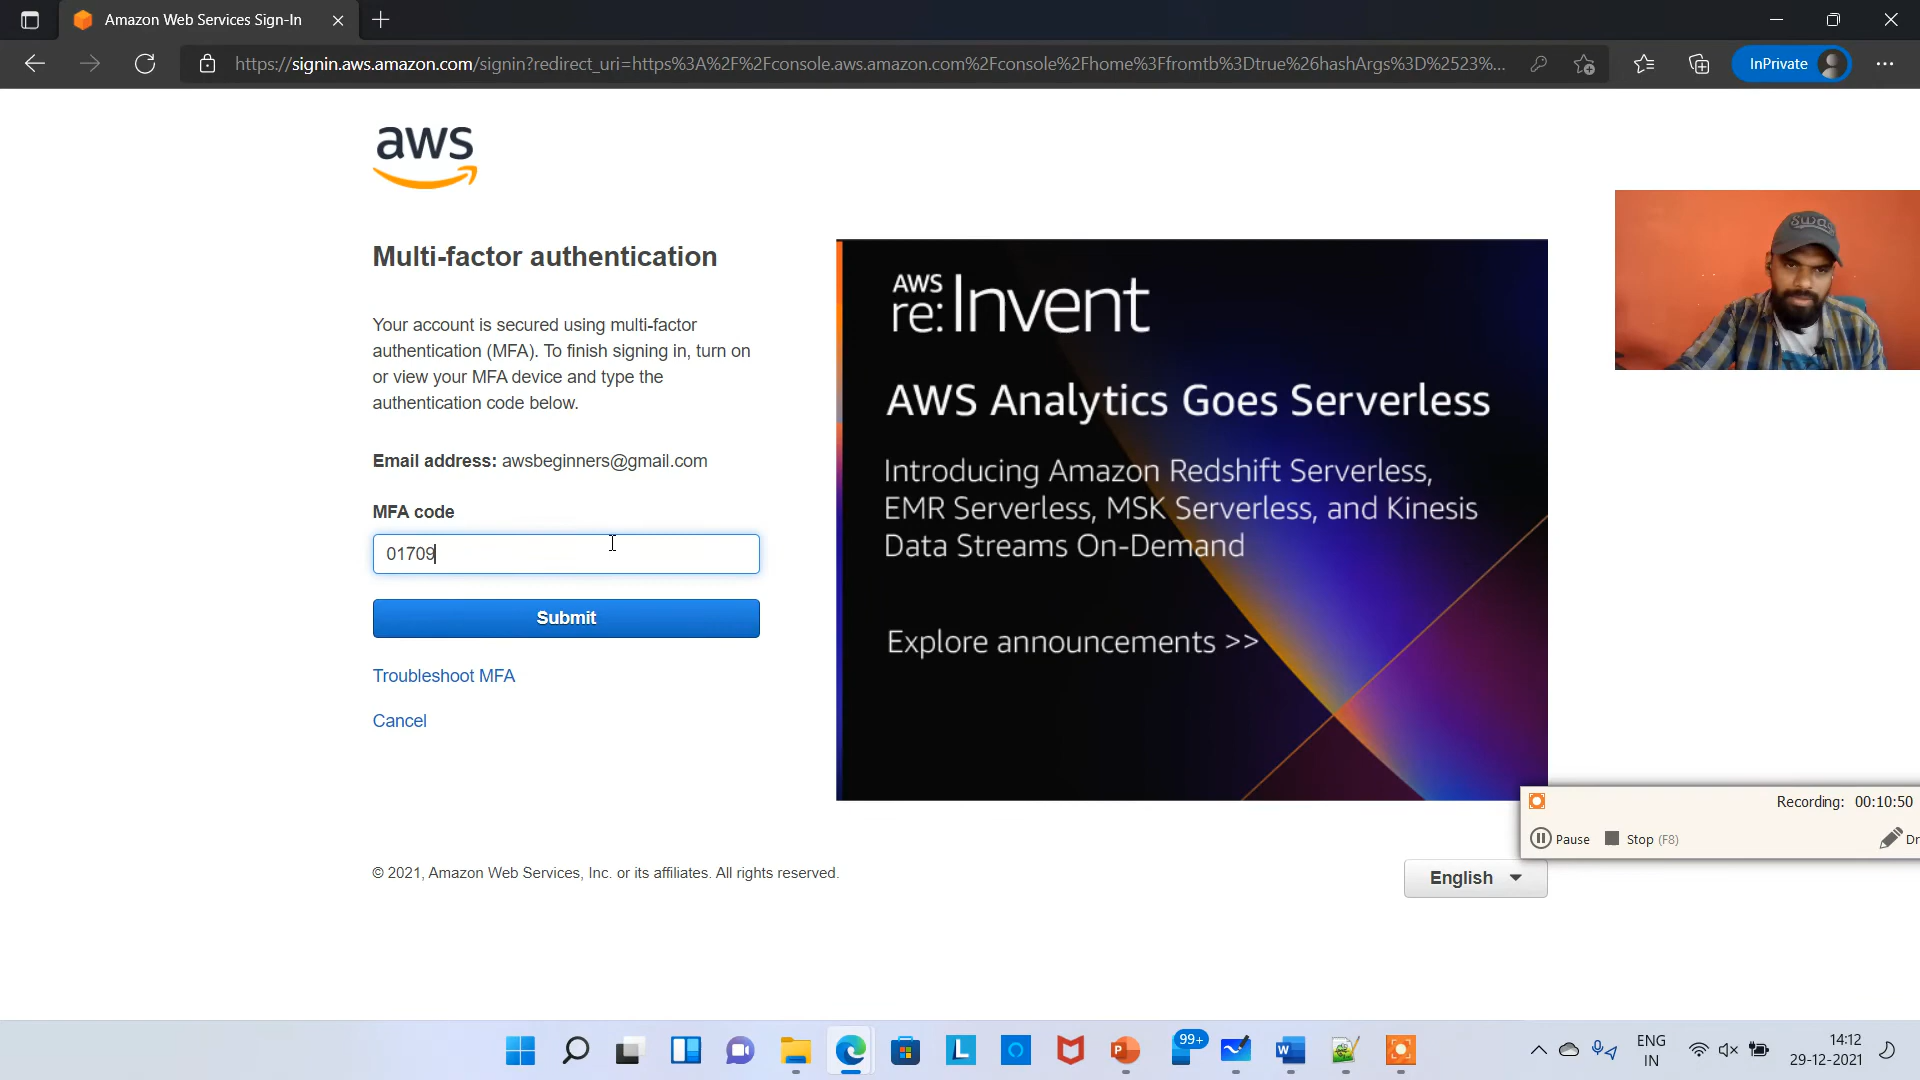 Amazon Web Services Sign-In
https://signin.aws.amazon.com/signin?redirect_uri=https%3A%2F%2Fconsole.aws.amazon.com%2Fconsole%2Fhome%3Ffromtb%3Dtrue%26hashArgs%3D%2523%...
InPrivate
aws
Multi-factor authentication
Your account is secured using multi-factor
authentication (MFA). To finish signing in, turn on
or view your MFA device and type the
authentication code below.
Email address: awsbeginners@gmail.com
MFA code
01709
Submit
Troubleshoot MFA
Cancel
AWS
re:Invent
AWS Analytics Goes Serverless
Introducing Amazon Redshift Serverless,
EMR Serverless, MSK Serverless, and Kinesis
Data Streams On-Demand
Explore announcements >>
swag
Recording: 00:10:50
Pause
Stop (F8)
Dr
© 2021, Amazon Web Services, Inc. or its affiliates. All rights reserved.
English
L
P
99+
W
ENG
IN
14:12
29-12-2021